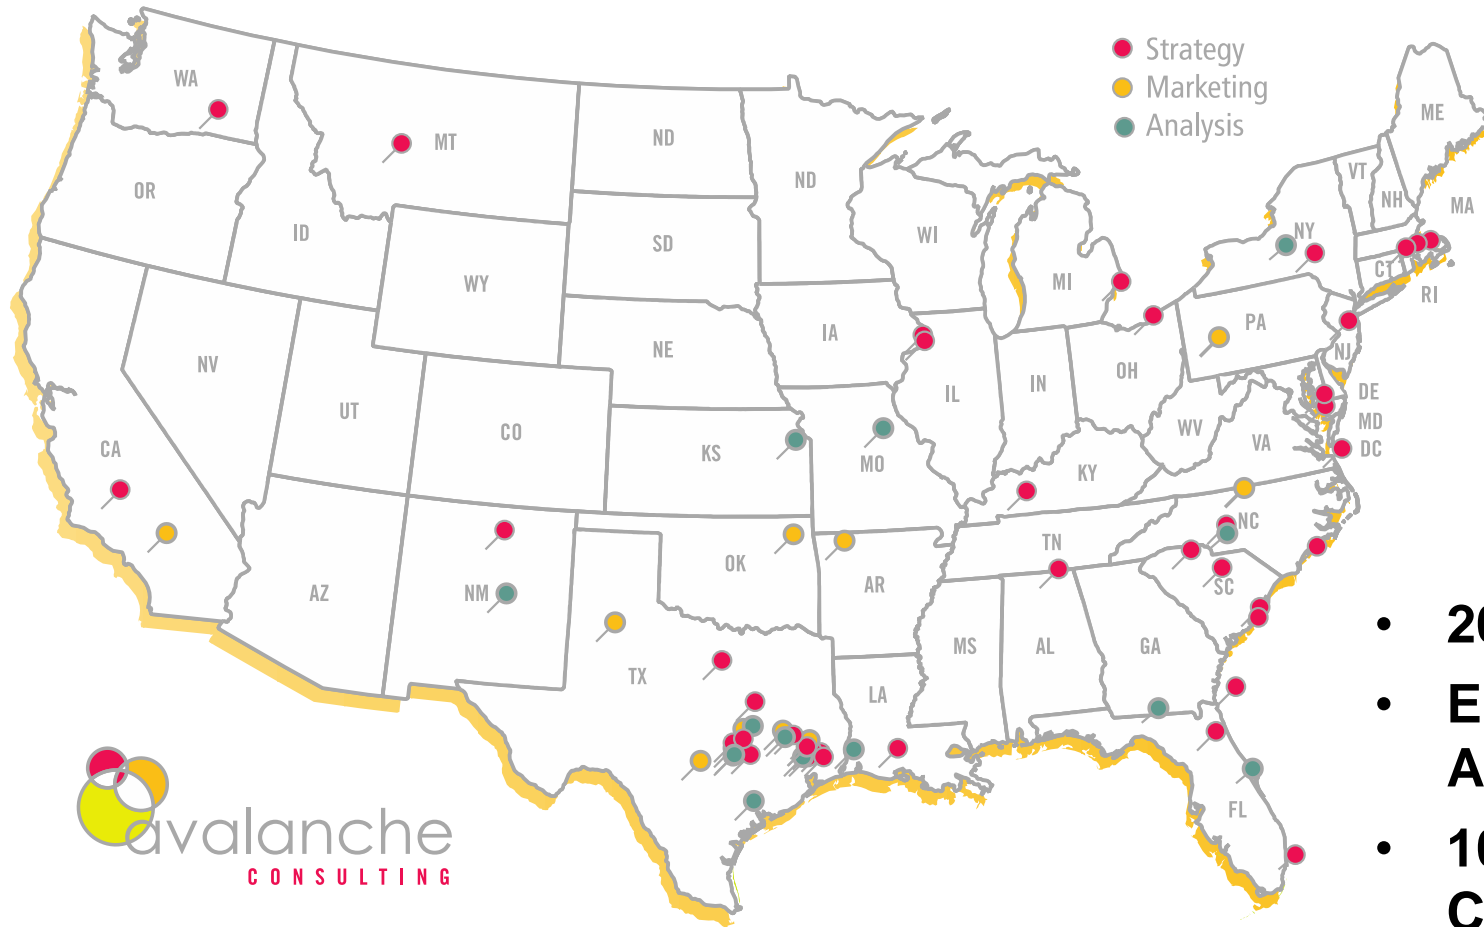 Strategy
Marketing
Analysis
WA
MT
ND
ND
OR
ID
SD
WI
MI
ME
VT
NH
MA
NY
CT
RI
WY
NE
IA
PA
NJ
NV
UT
CO
IL
IN
OH
DE
MD
DC
CA
KS
MO
WV
VA
KY
AZ
NM
OK
AR
TN
NC
SC
TX
LA
MS
AL
GA
FL
• 20
• E
A
• 10
C
avalanche
CONSULTING